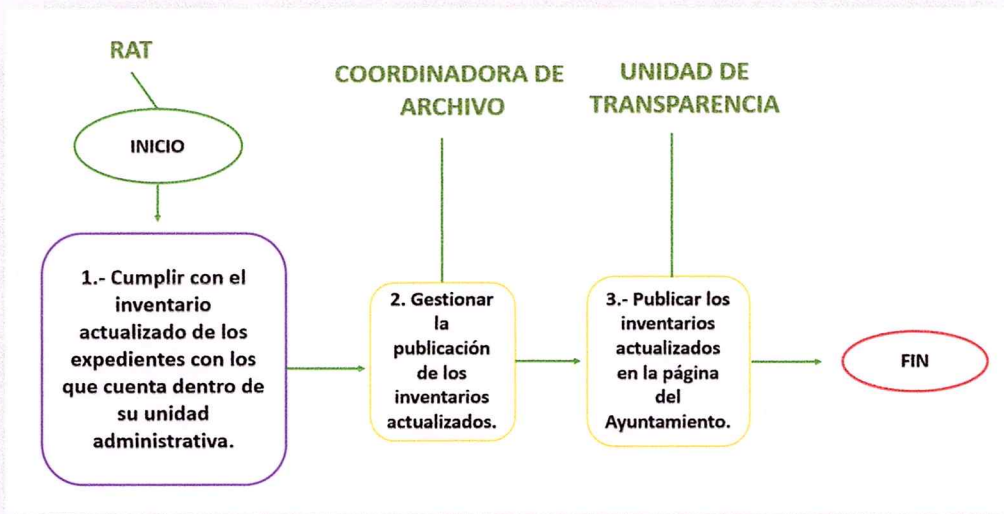 RAT
COORDINADORA DE
ARCHIVO
UNIDAD DE
TRANSPARENCIA
INICIO
1.- Cumplir con el
inventario
actualizado de los
expedientes con los
que cuenta dentro de
su unidad
administrativa.
2. Gestionar
la
publicación
de los
inventarios
actualizados.
3.- Publicar los
inventarios
actualizados
en la página
del
Ayuntamiento.
FIN